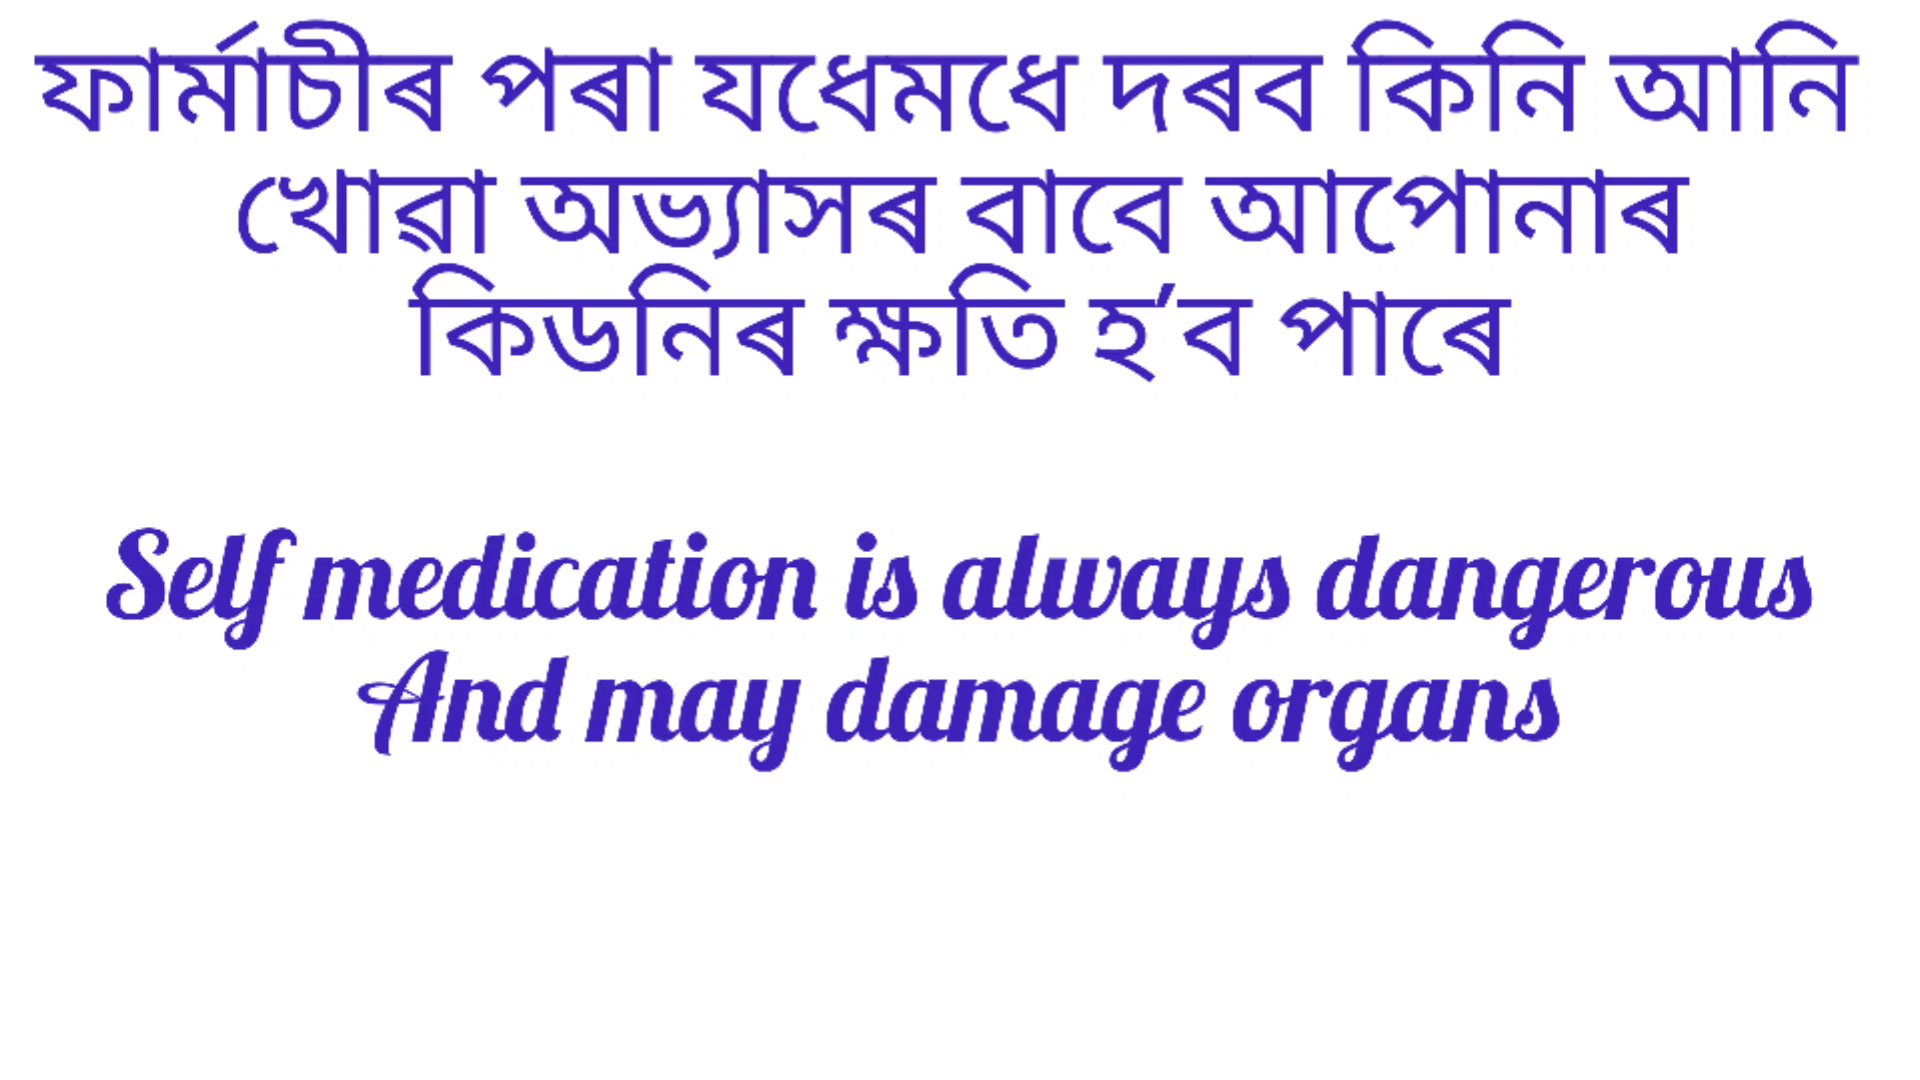 ফাৰ্মাচীৰ পৰা যধেমধে দৰব কিনি আনি
খোৱা অভ্যাসৰ বাবে আপোনাৰ
কিডনিৰ ক্ষতি হ’ব পাৰে
Self medication is always dangerous
And may damage organs